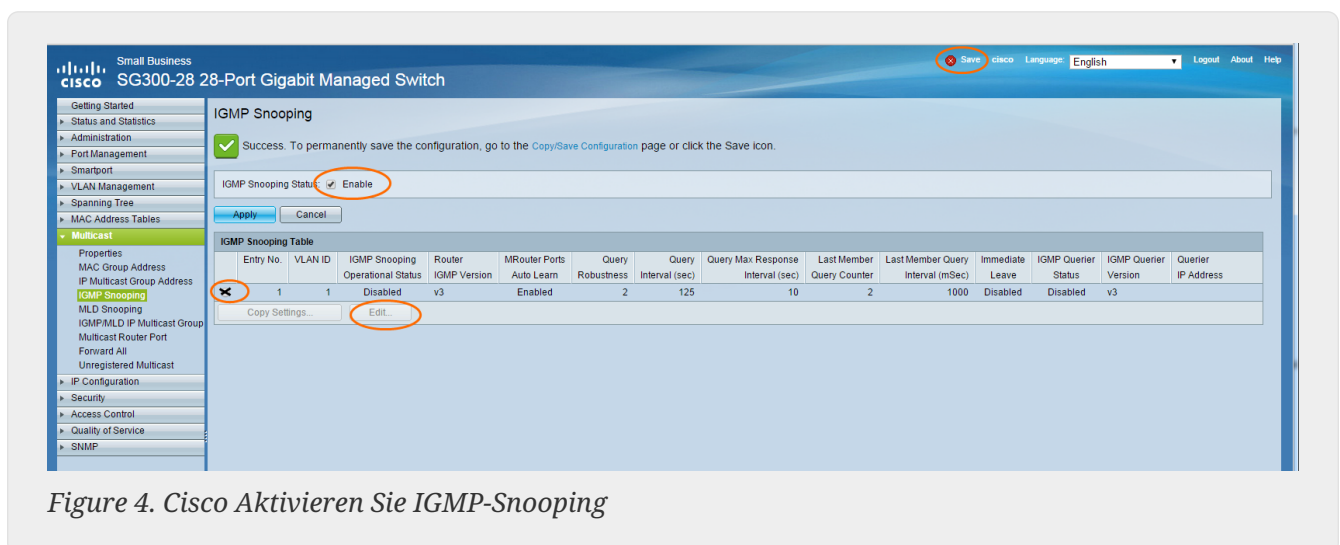 Small Business
cisco SG300-28 28-Port Gigabit Managed Switch
Save cisco Language: English Logout About Help
Getting Started
Status and Statistics
Administration
Port Management
Smartport
VLAN Management
Spanning Tree
MAC Address Tables
Multicast
Properties
MAC Group Address
IP Multicast Group Address
IGMP Snooping
MLD Snooping
IGMP/MLD IP Multicast Group
Multicast Router Port
Forward All
Unregistered Multicast
IP Configuration
Security
Access Control
Quality of Service
SNMP
IGMP Snooping
Success. To permanently save the configuration, go to the Copy/Save Configuration page or click the Save icon.
IGMP Snooping Status: Enable
Apply Cancel
IGMP Snooping Table
Entry No. VLAN ID IGMP Snooping Router MRouter Ports Query Query Query Max Response Last Member Last Member Query Immediate IGMP Querier IGMP Querier Querier
Operational Status IGMP Version Auto Learn Robustness Interval (sec) Interval (sec) Query Counter Interval (mSec) Leave Status Version IP Address
1 1 Disabled v3 Enabled 2 125 10 2 1000 Disabled Disabled v3
Copy Settings... Edit...
Figure 4. Cisco Aktivieren Sie IGMP-Snooping